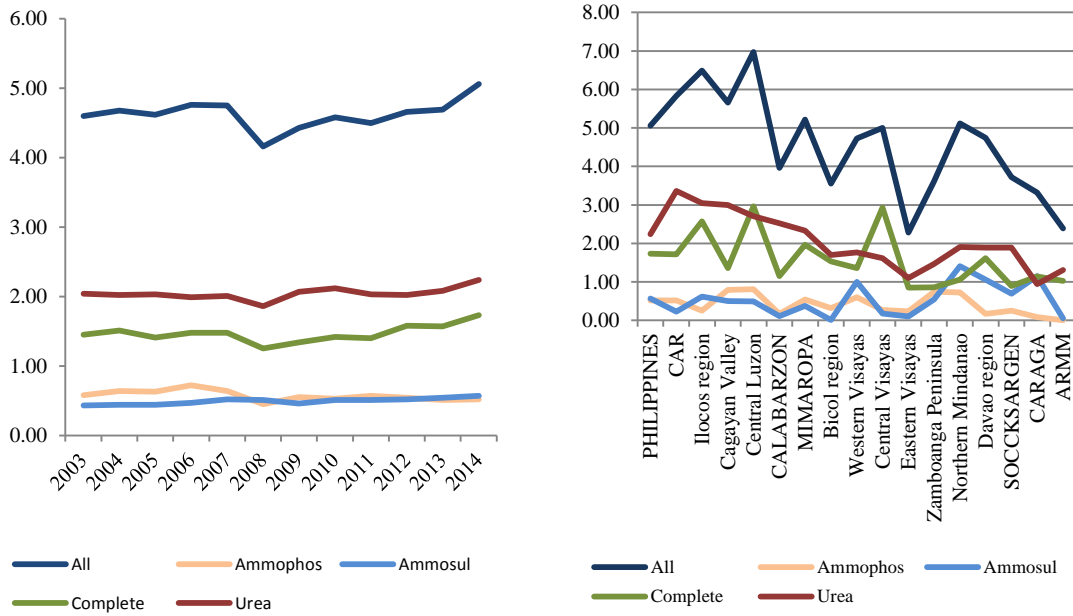 6.00
5.00
4.00
3.00
2.00
1.00
0.00
2003
2004
2005
2006
2007
2008
2009
2010
2011
2012
2013
2014
All
Ammophos
Ammosul
Complete
Urea
8.00
7.00
6.00
5.00
4.00
3.00
2.00
1.00
0.00
PHILIPPINES
CAR
Ilocos region
Cagayan Valley
Central Luzon
CALABARZON
MIMAROPA
Bicol region
Western Visayas
Central Visayas
Eastern Visayas
Zamboanga Peninsula
Northern Mindanao
Davao region
SOCCKSARGEN
CARAGA
ARMM
All
Ammophos
Ammosul
Complete
Urea